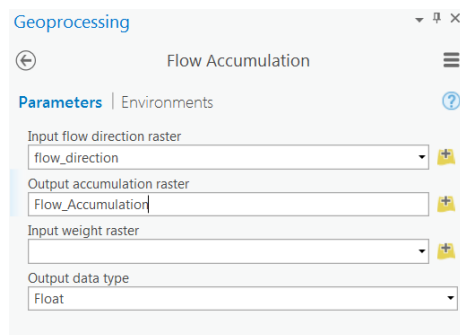 Geoprocessing
Flow Accumulation
Parameters | Environments
Input flow direction raster
flow_direction
Output accumulation raster
Flow_Accumulation
Input weight raster
Output data type
Float